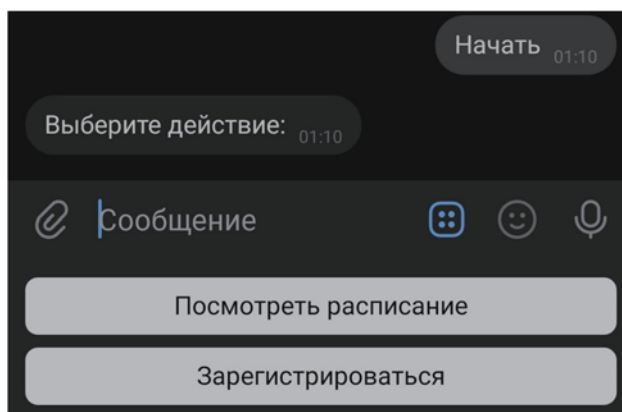 Начать 01:10
Выберите действие: 01:10
Сообщение
Посмотреть расписание
Зарегистрироваться